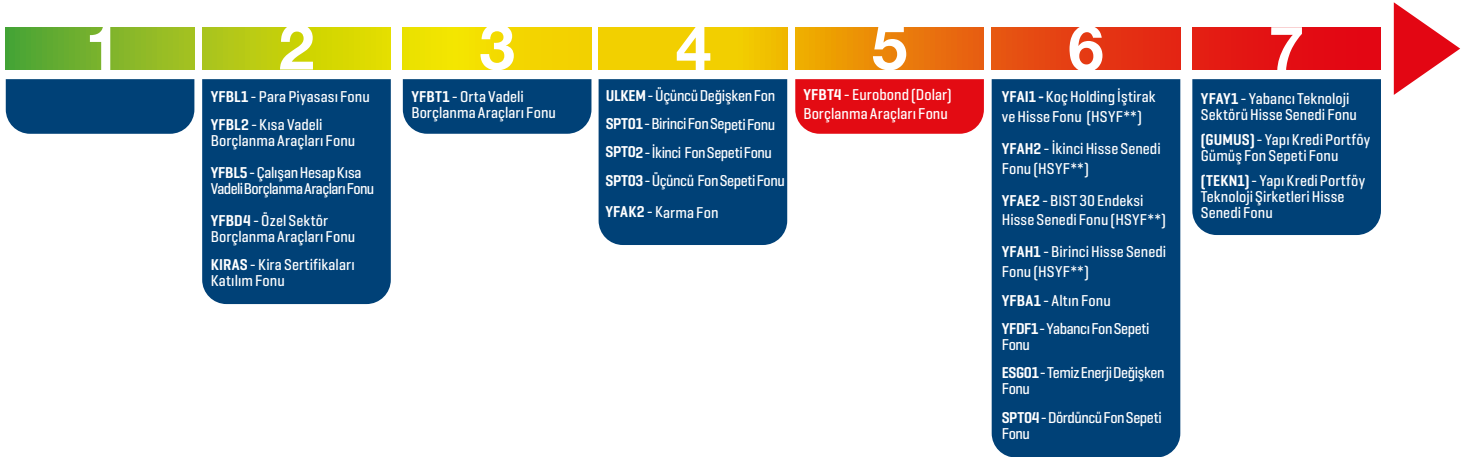 1
2
3
4
5
6
7
YFBL1 - Para Piyasası Fonu
YFBL2 - Kısa Vadeli
Borçlanma Araçları Fonu
YFBL5 - Çalışan Hesap Kısa
Vadeli Borçlanma Araçları Fonu
YFBD4 - Özel Sektör
Borçlanma Araçları Fonu
KIRAS - Kira Sertifikaları
Katılım Fonu
YFBT1 - Orta Vadeli
Borçlanma Araçları Fonu
ULKEM - Üçüncü Değişken Fon
SPT01 - Birinci Fon Sepeti Fonu
SPT02 - İkinci Fon Sepeti Fonu
SPT03 - Üçüncü Fon Sepeti Fonu
YFAK2 - Karma Fon
YFBT4 - Eurobond (Dolar)
Borçlanma Araçları Fonu
YFAI1 - Koç Holding İştirak
ve Hisse Fonu (HSYF**)
YFAH2 - İkinci Hisse Senedi
Fonu (HSYF**)
YFAE2 - BIST 30 Endeksi
Hisse Senedi Fonu (HSYF**)
YFAH1 - Birinci Hisse Senedi
Fonu (HSYF**)
YFBA1 - Altın Fonu
YFDF1 - Yabancı Fon Sepeti
Fonu
ESG01 - Temiz Enerji Değişken
Fonu
SPT04 - Dördüncü Fon Sepeti
Fonu
YFAY1 - Yabancı Teknoloji
Sektörü Hisse Senedi Fonu
(GUMUS) - Yapı Kredi Portföy
Gümüş Fon Sepeti Fonu
(TEKN1) - Yapı Kredi Portföy
Teknoloji Şirketleri Hisse
Senedi Fonu